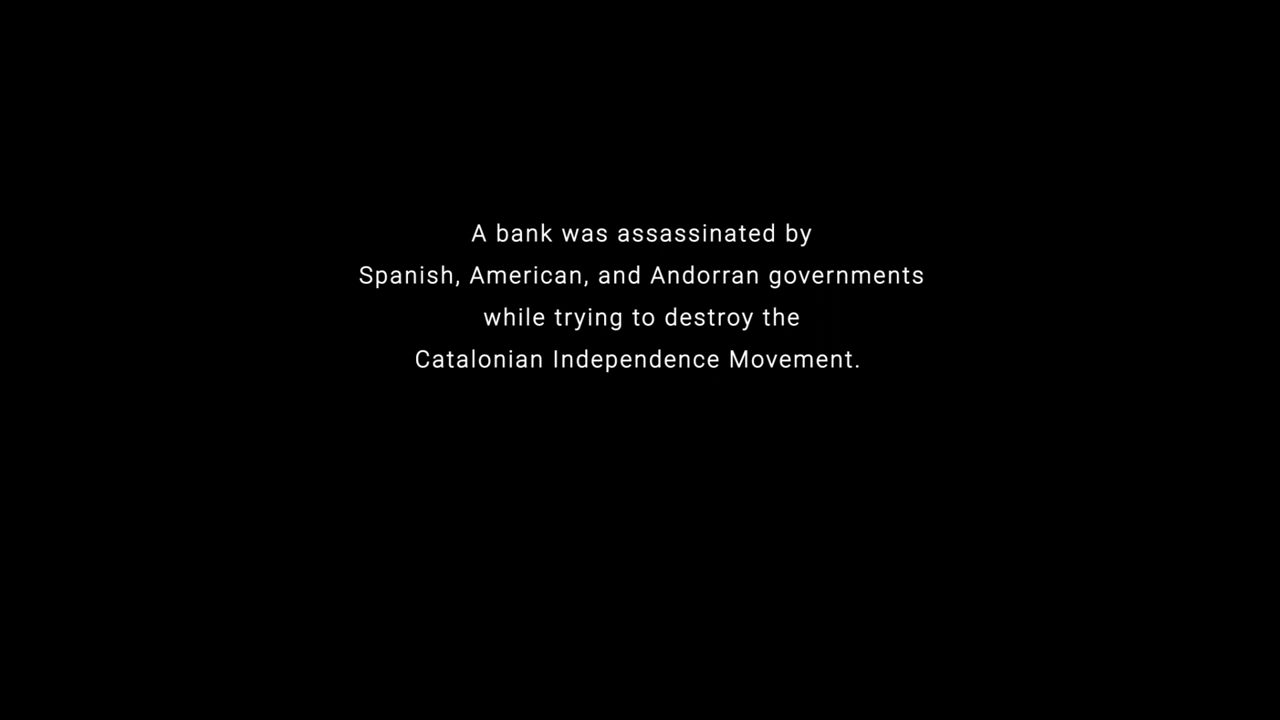 A bank was assassinated by
Spanish, American, and Andorran governments
while trying to destroy the
Catalonian Independence Movement.